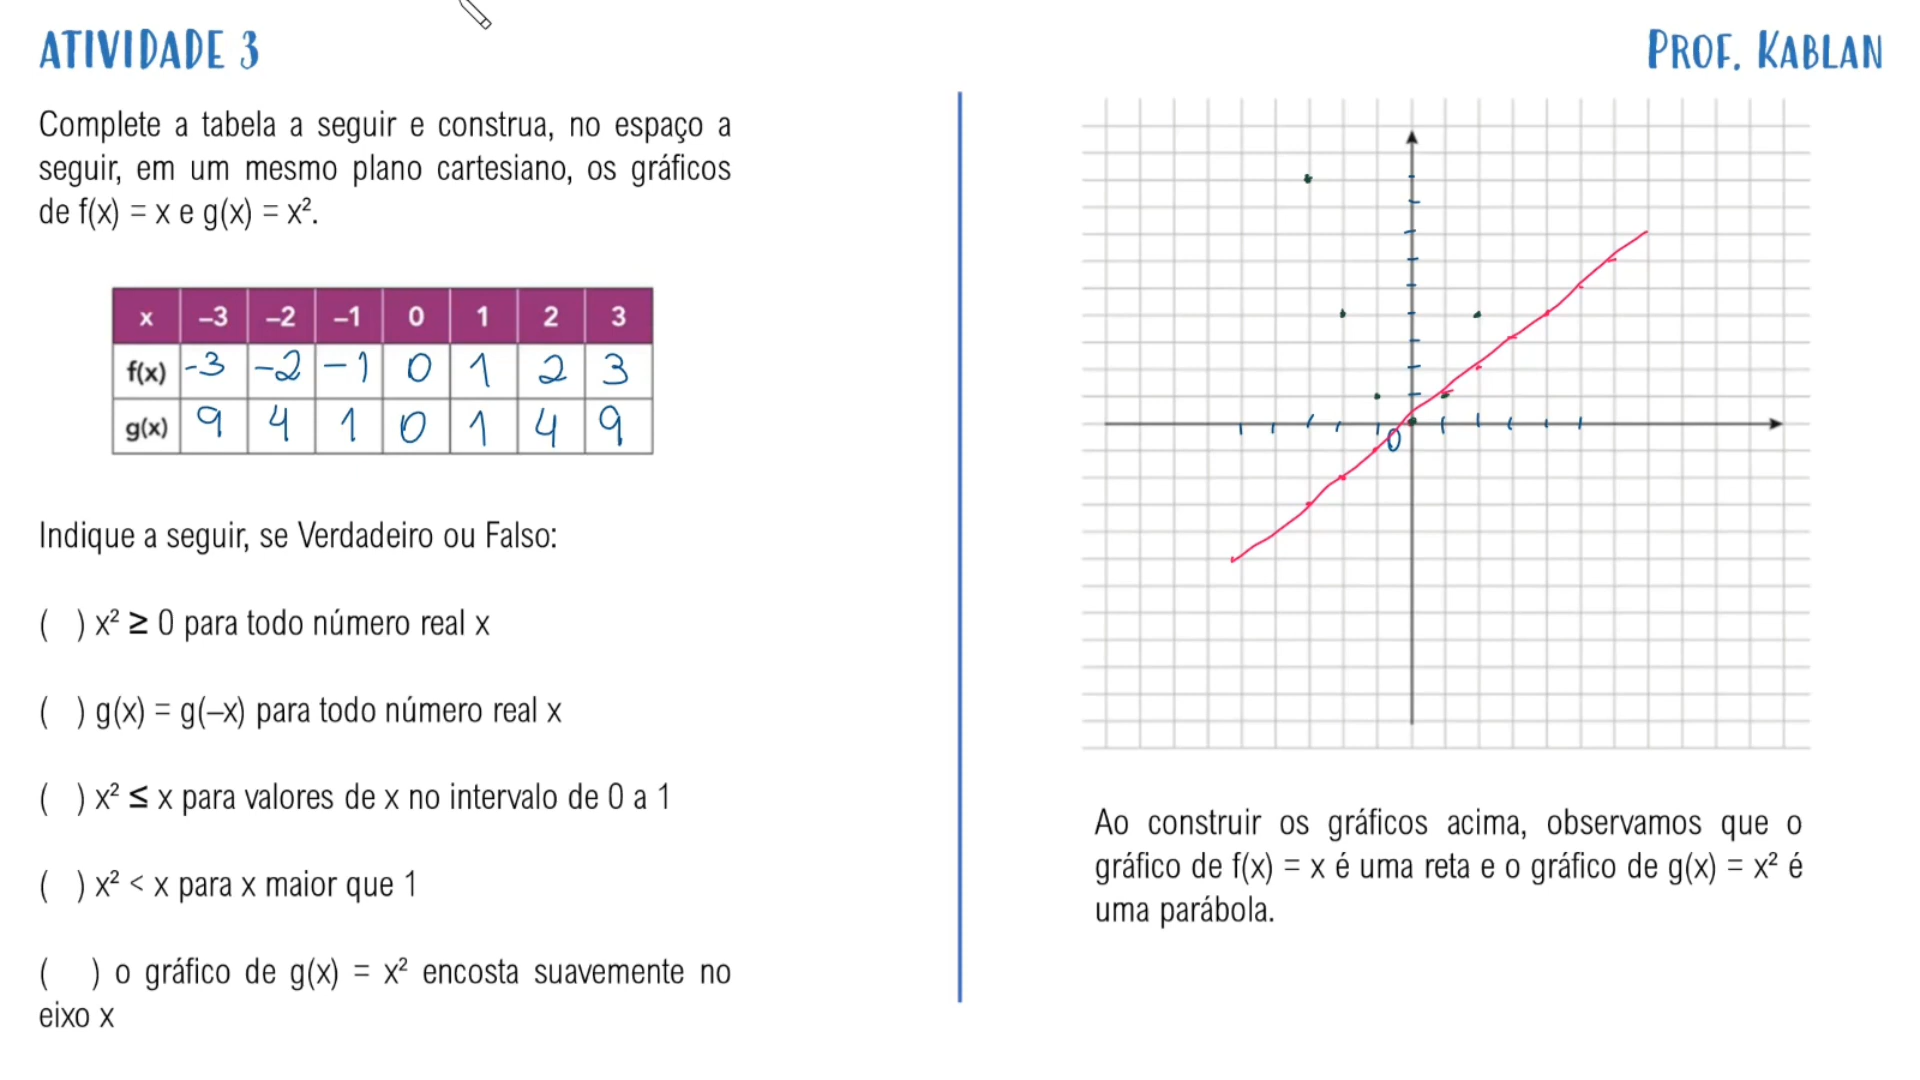 ATIVIDADE 3
PROF. KABLAN
Complete a tabela a seguir e construa, no espaço a
seguir, em um mesmo plano cartesiano, os gráficos
de f(x) = x e g(x) = x².
x –3 –2 –1 0 1 2 3
f(x) -3 -2 -1 0 1 2 3
g(x) 9 4 1 0 1 4 9
Indique a seguir, se Verdadeiro ou Falso:
( ) x² ≥ 0 para todo número real x
( ) g(x) = g(–x) para todo número real x
( ) x² ≤ x para valores de x no intervalo de 0 a 1
( ) x² < x para x maior que 1
( ) o gráfico de g(x) = x² encosta suavemente no
eixo x
0
Ao construir os gráficos acima, observamos que o
gráfico de f(x) = x é uma reta e o gráfico de g(x) = x² é
uma parábola.